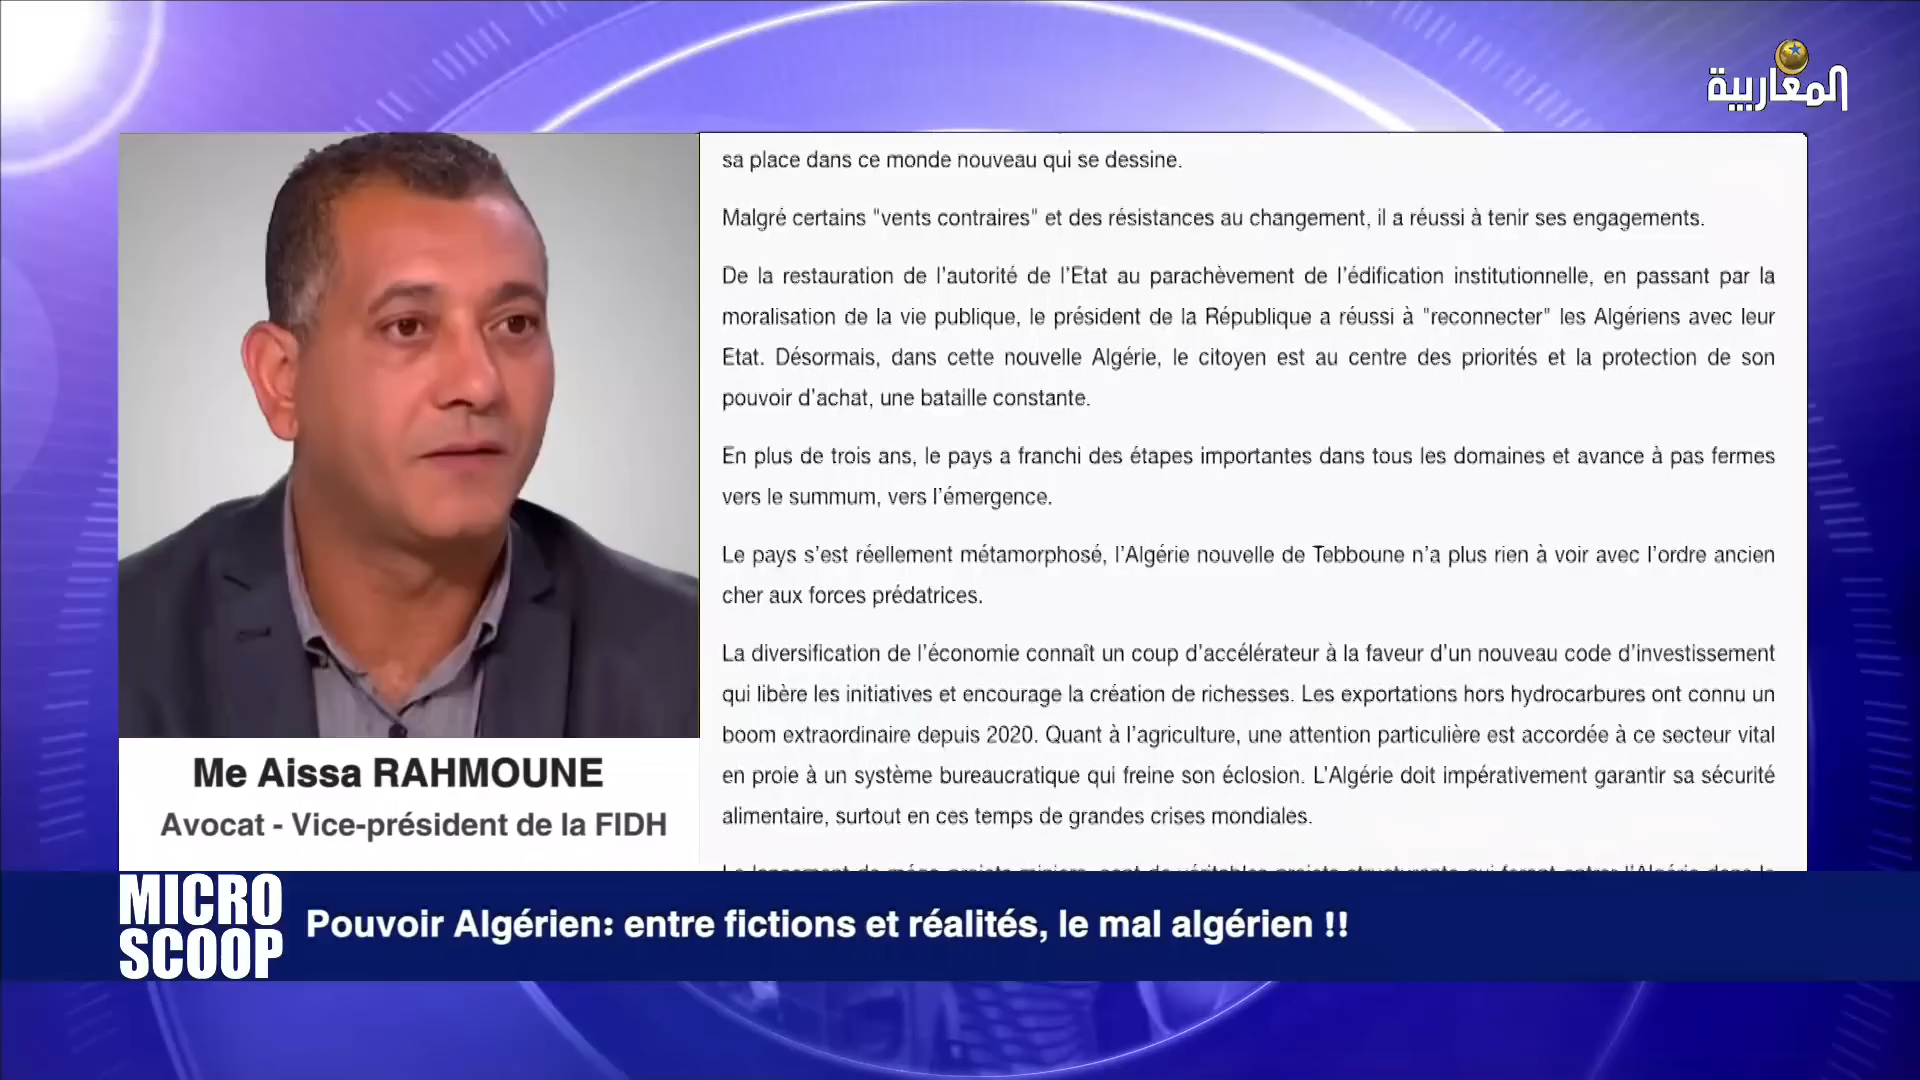 المغاربية
sa place dans ce monde nouveau qui se dessine.
Malgré certains "vents contraires" et des résistances au changement, il a réussi à tenir ses engagements.
De la restauration de l'autorité de l'Etat au parachèvement de l'édification institutionnelle, en passant par la
moralisation de la vie publique, le président de la République a réussi à "reconnecter" les Algériens avec leur
Etat. Désormais, dans cette nouvelle Algérie, le citoyen est au centre des priorités et la protection de son
pouvoir d'achat, une bataille constante.
En plus de trois ans, le pays a franchi des étapes importantes dans tous les domaines et avance à pas fermes
vers le summum, vers l'émergence.
Le pays s'est réellement métamorphosé, l'Algérie nouvelle de Tebboune n'a plus rien à voir avec l'ordre ancien
cher aux forces prédatrices.
La diversification de l'économie connaît un coup d'accélérateur à la faveur d'un nouveau code d'investissement
qui libère les initiatives et encourage la création de richesses. Les exportations hors hydrocarbures ont connu un
boom extraordinaire depuis 2020. Quant à l'agriculture, une attention particulière est accordée à ce secteur vital
en proie à un système bureaucratique qui freine son éclosion. L'Algérie doit impérativement garantir sa sécurité
alimentaire, surtout en ces temps de grandes crises mondiales.
Me Aissa RAHMOUNE
Avocat - Vice-président de la FIDH
MICRO
SCOOP
Pouvoir Algérien: entre fictions et réalités, le mal algérien !!